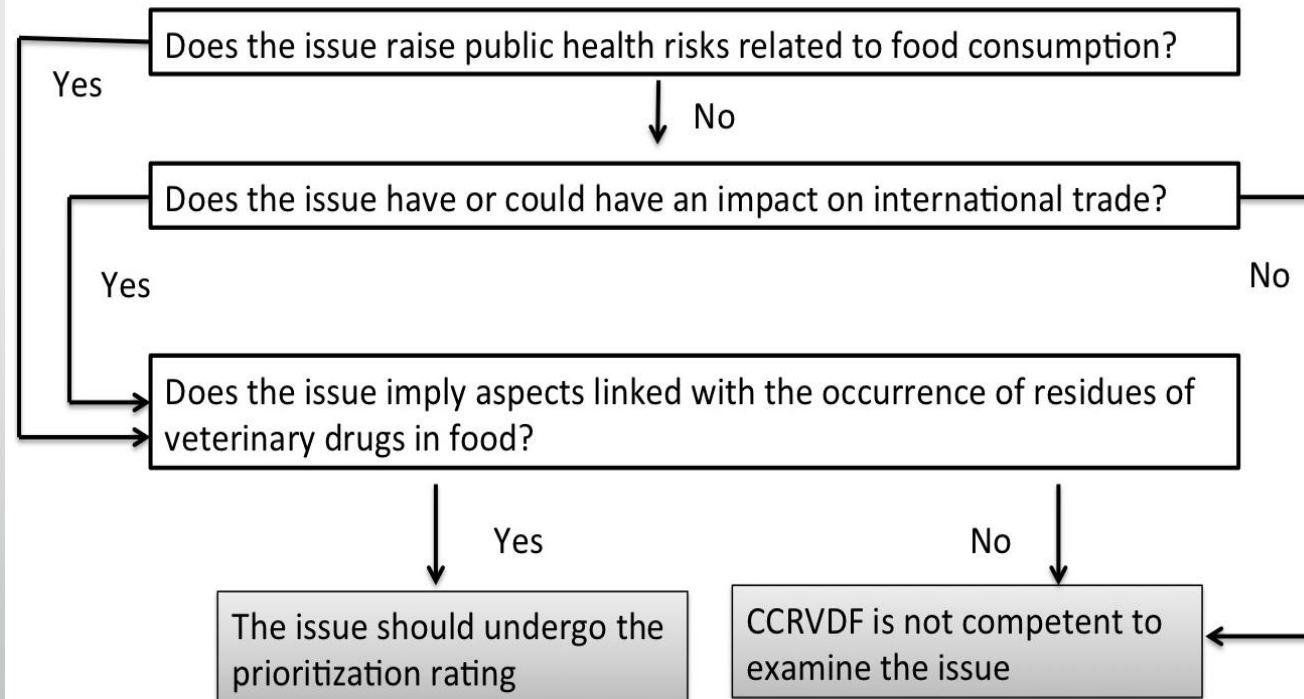 Does the issue raise public health risks related to food consumption?
Yes
No
Does the issue have or could have an impact on international trade?
Yes
No
Does the issue imply aspects linked with the occurrence of residues of
veterinary drugs in food?
Yes
No
The issue should undergo the
prioritization rating
CCRVDF is not competent to
examine the issue